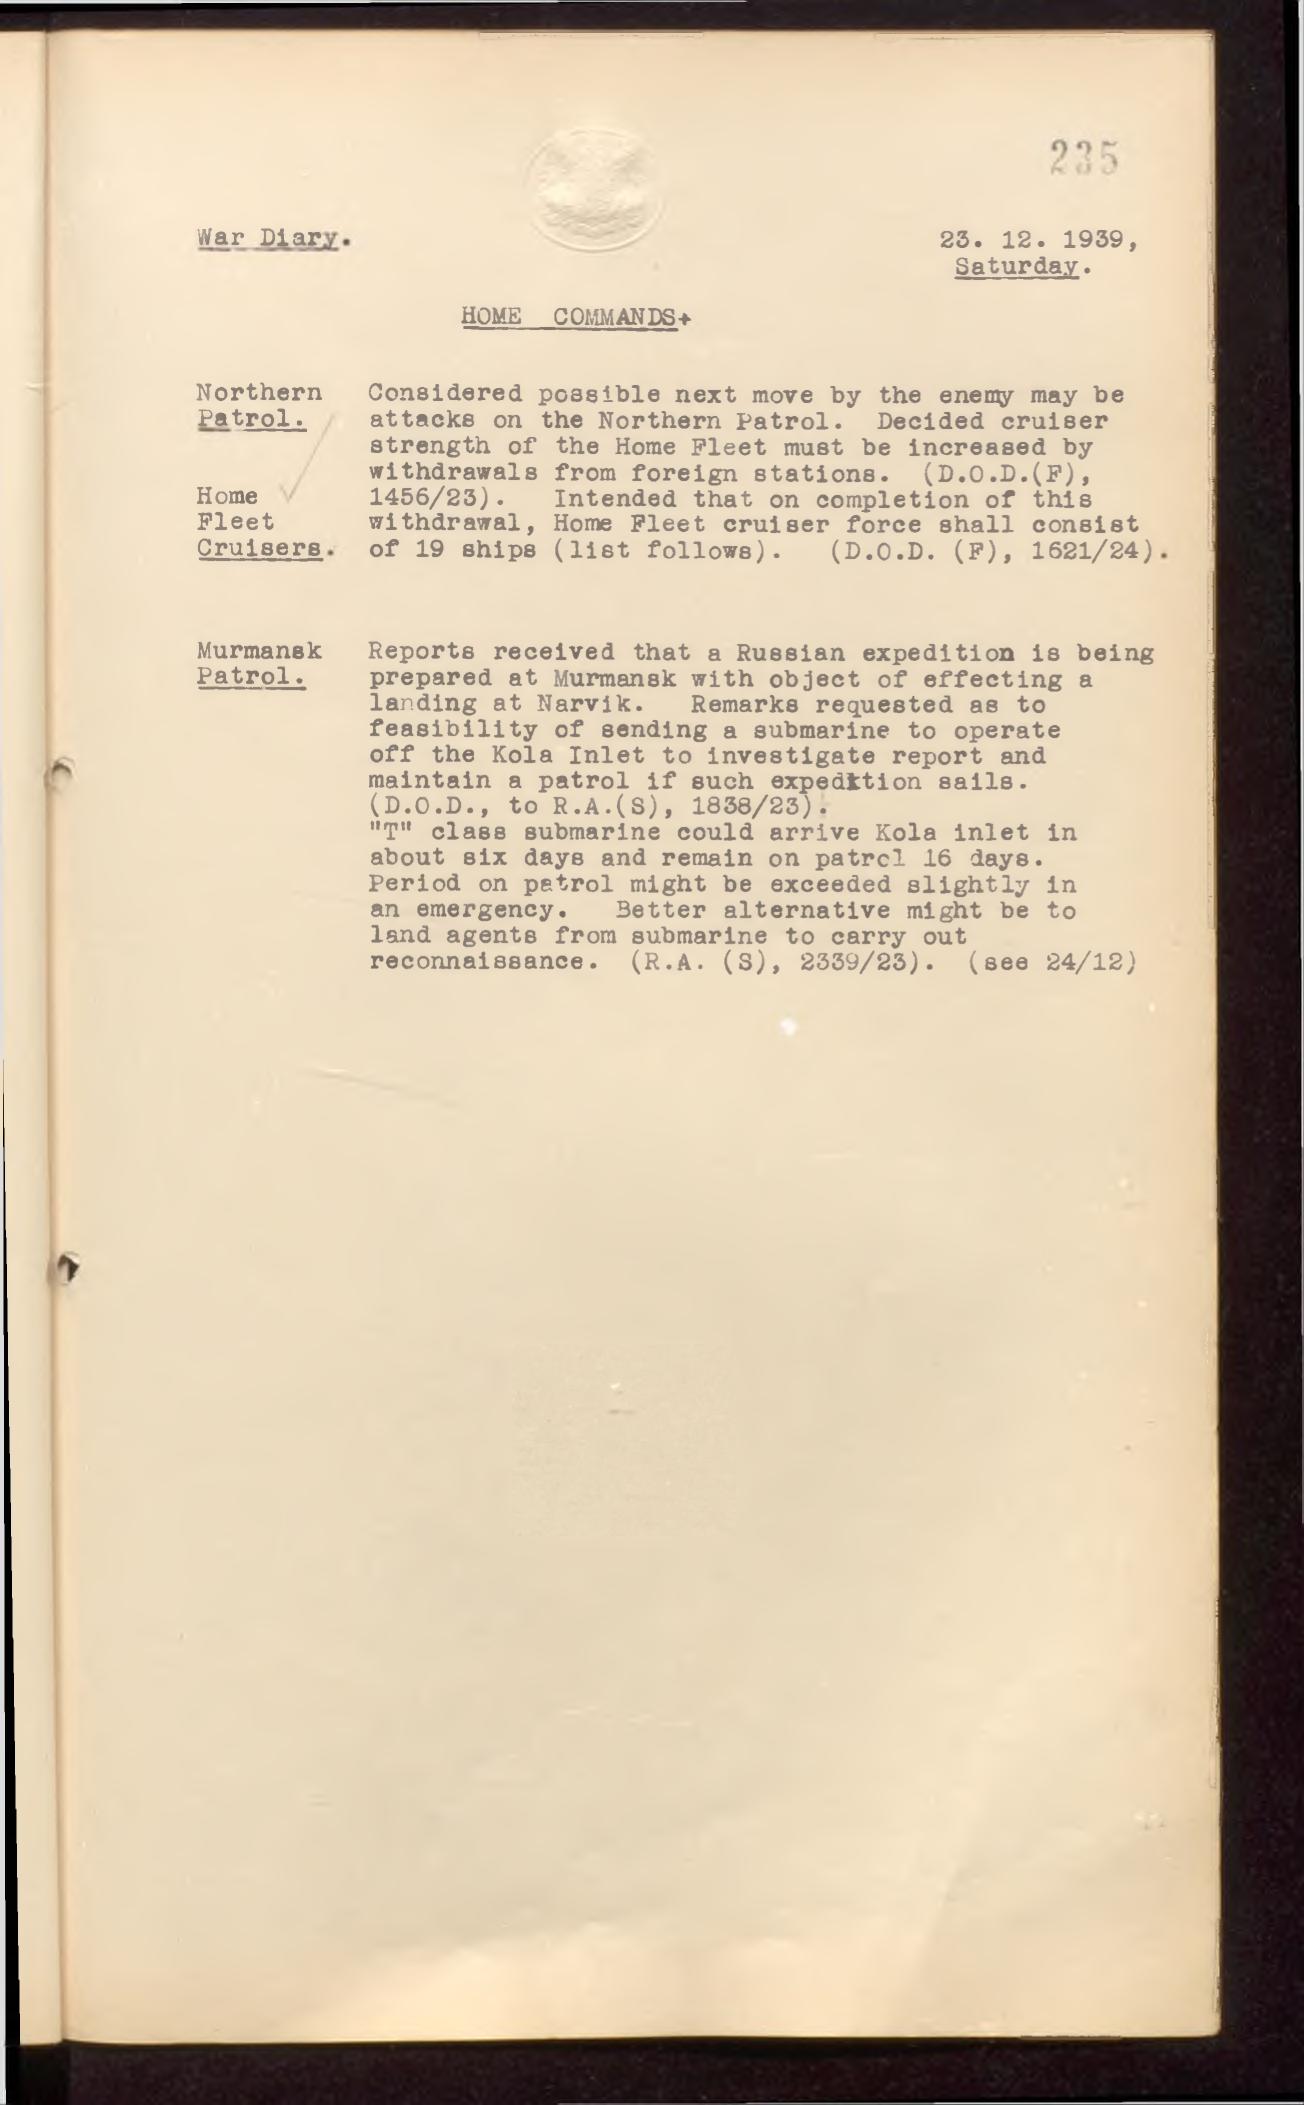 235
War Diary.
23. 12. 1939,
Saturday.
HOME COMMANDS+
Northern
Patrol.
Considered possible next move by the enemy may be
attacks on the Northern Patrol. Decided cruiser
strength of the Home Fleet must be increased by
withdrawals from foreign stations. (D.O.D.(F),
Home
Fleet
Cruisers.
1456/23). Intended that on completion of this
withdrawal, Home Fleet cruiser force shall consist
of 19 ships (list follows). (D.O.D. (F), 1621/24).
Murmansk
Patrol.
Reports received that a Russian expedition is being
prepared at Murmansk with object of effecting a
landing at Narvik. Remarks requested as to
feasibility of sending a submarine to operate
off the Kola Inlet to investigate report and
maintain a patrol if such expedition sails.
(D.O.D., to R.A.(S), 1838/23).
"T" class submarine could arrive Kola inlet in
about six days and remain on patrol 16 days.
Period on patrol might be exceeded slightly in
an emergency. Better alternative might be to
land agents from submarine to carry out
reconnaissance. (R.A. (S), 2339/23). (see 24/12)